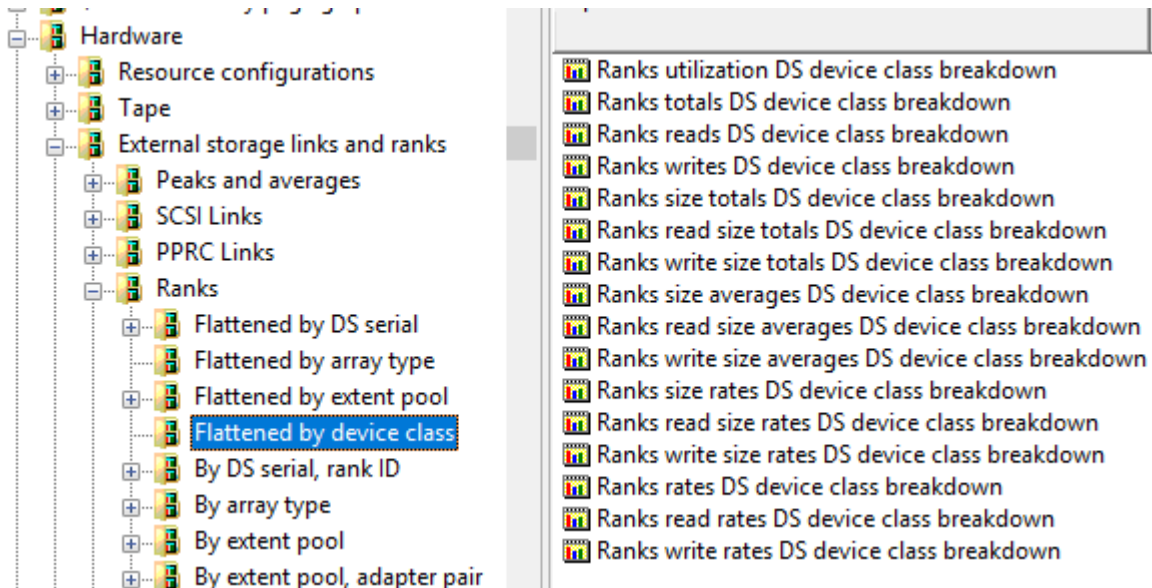 Hardware
Resource configurations
Tape
External storage links and ranks
Peaks and averages
SCSI Links
PPRC Links
Ranks
Flattened by DS serial
Flattened by array type
Flattened by extent pool
Flattened by device class
By DS serial, rank ID
By array type
By extent pool
By extent pool, adapter pair
Ranks utilization DS device class breakdown
Ranks totals DS device class breakdown
Ranks reads DS device class breakdown
Ranks writes DS device class breakdown
Ranks size totals DS device class breakdown
Ranks read size totals DS device class breakdown
Ranks write size totals DS device class breakdown
Ranks size averages DS device class breakdown
Ranks read size averages DS device class breakdown
Ranks write size averages DS device class breakdown
Ranks size rates DS device class breakdown
Ranks read size rates DS device class breakdown
Ranks write size rates DS device class breakdown
Ranks rates DS device class breakdown
Ranks read rates DS device class breakdown
Ranks write rates DS device class breakdown